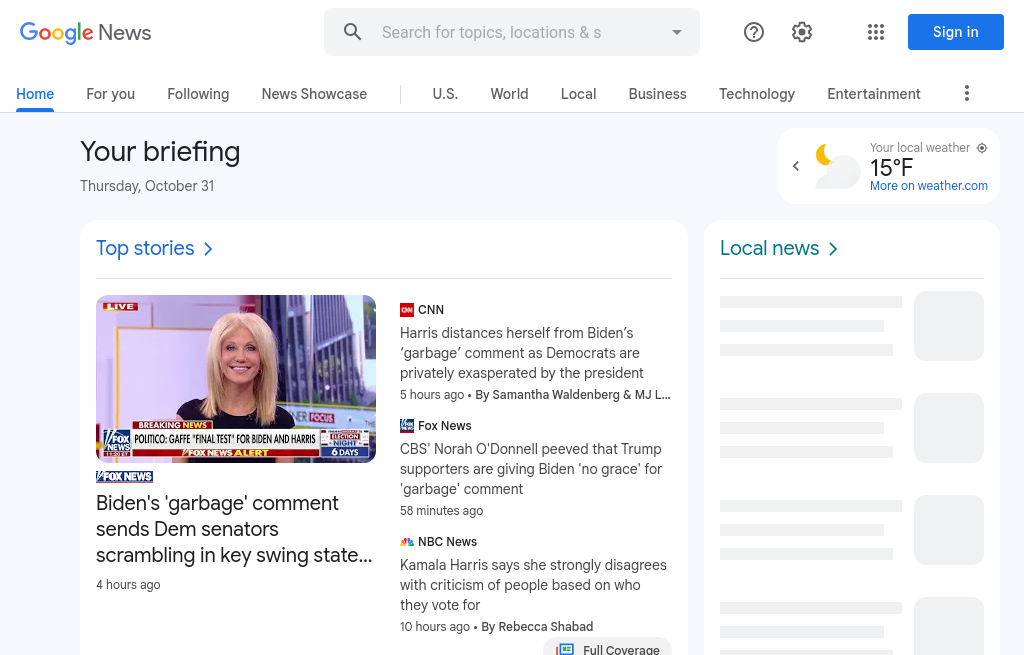 Google News
Search for topics, locations & s
Sign in
Home
For you
Following
News Showcase
U.S.
World
Local
Business
Technology
Entertainment
Your briefing
Thursday, October 31
Your local weather
15°F
More on weather.com
Top stories
LIVE
NER FOCUS
BREAKING NEWS
POLITICO: GAFFE "FINAL TEST" FOR BIDEN AND HARRIS
FOX NEWS ALERT
FOX NEWS
ELECTION NIGHT
6 DAYS
FOX NEWS
Biden's 'garbage' comment
sends Dem senators
scrambling in key swing state...
4 hours ago
CNN
Harris distances herself from Biden’s
‘garbage’ comment as Democrats are
privately exasperated by the president
5 hours ago • By Samantha Waldenberg & MJ L...
Fox News
CBS' Norah O'Donnell peeved that Trump
supporters are giving Biden 'no grace' for
'garbage' comment
58 minutes ago
NBC News
Kamala Harris says she strongly disagrees
with criticism of people based on who
they vote for
10 hours ago • By Rebecca Shabad
Full Coverage
Local news